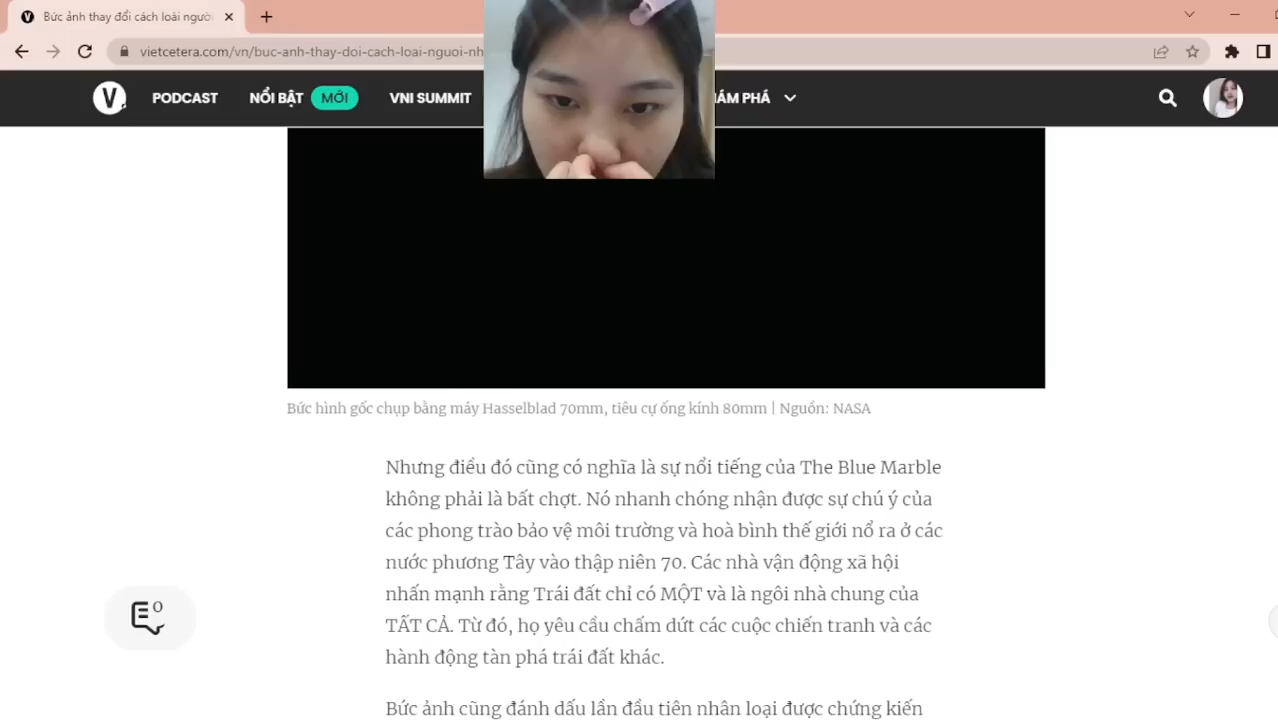 Bức ảnh thay đổi cách loài người
vietcetera.com/vn/buc-anh-thay-doi-cach-loai-nguoi-nh
V PODCAST NỔI BẬT MỚI VNI SUMMIT HÁM PHÁ
Bức hình gốc chụp bằng máy Hasselblad 70mm, tiêu cự ống kính 80mm | Nguồn: NASA
Nhưng điều đó cũng có nghĩa là sự nổi tiếng của The Blue Marble
không phải là bất chợt. Nó nhanh chóng nhận được sự chú ý của
các phong trào bảo vệ môi trường và hoà bình thế giới nổ ra ở các
nước phương Tây vào thập niên 70. Các nhà vận động xã hội
nhấn mạnh rằng Trái đất chỉ có MỘT và là ngôi nhà chung của
TẤT CẢ. Từ đó, họ yêu cầu chấm dứt các cuộc chiến tranh và các
hành động tàn phá trái đất khác.
0
Bức ảnh cũng đánh dấu lần đầu tiên nhân loại được chứng kiến